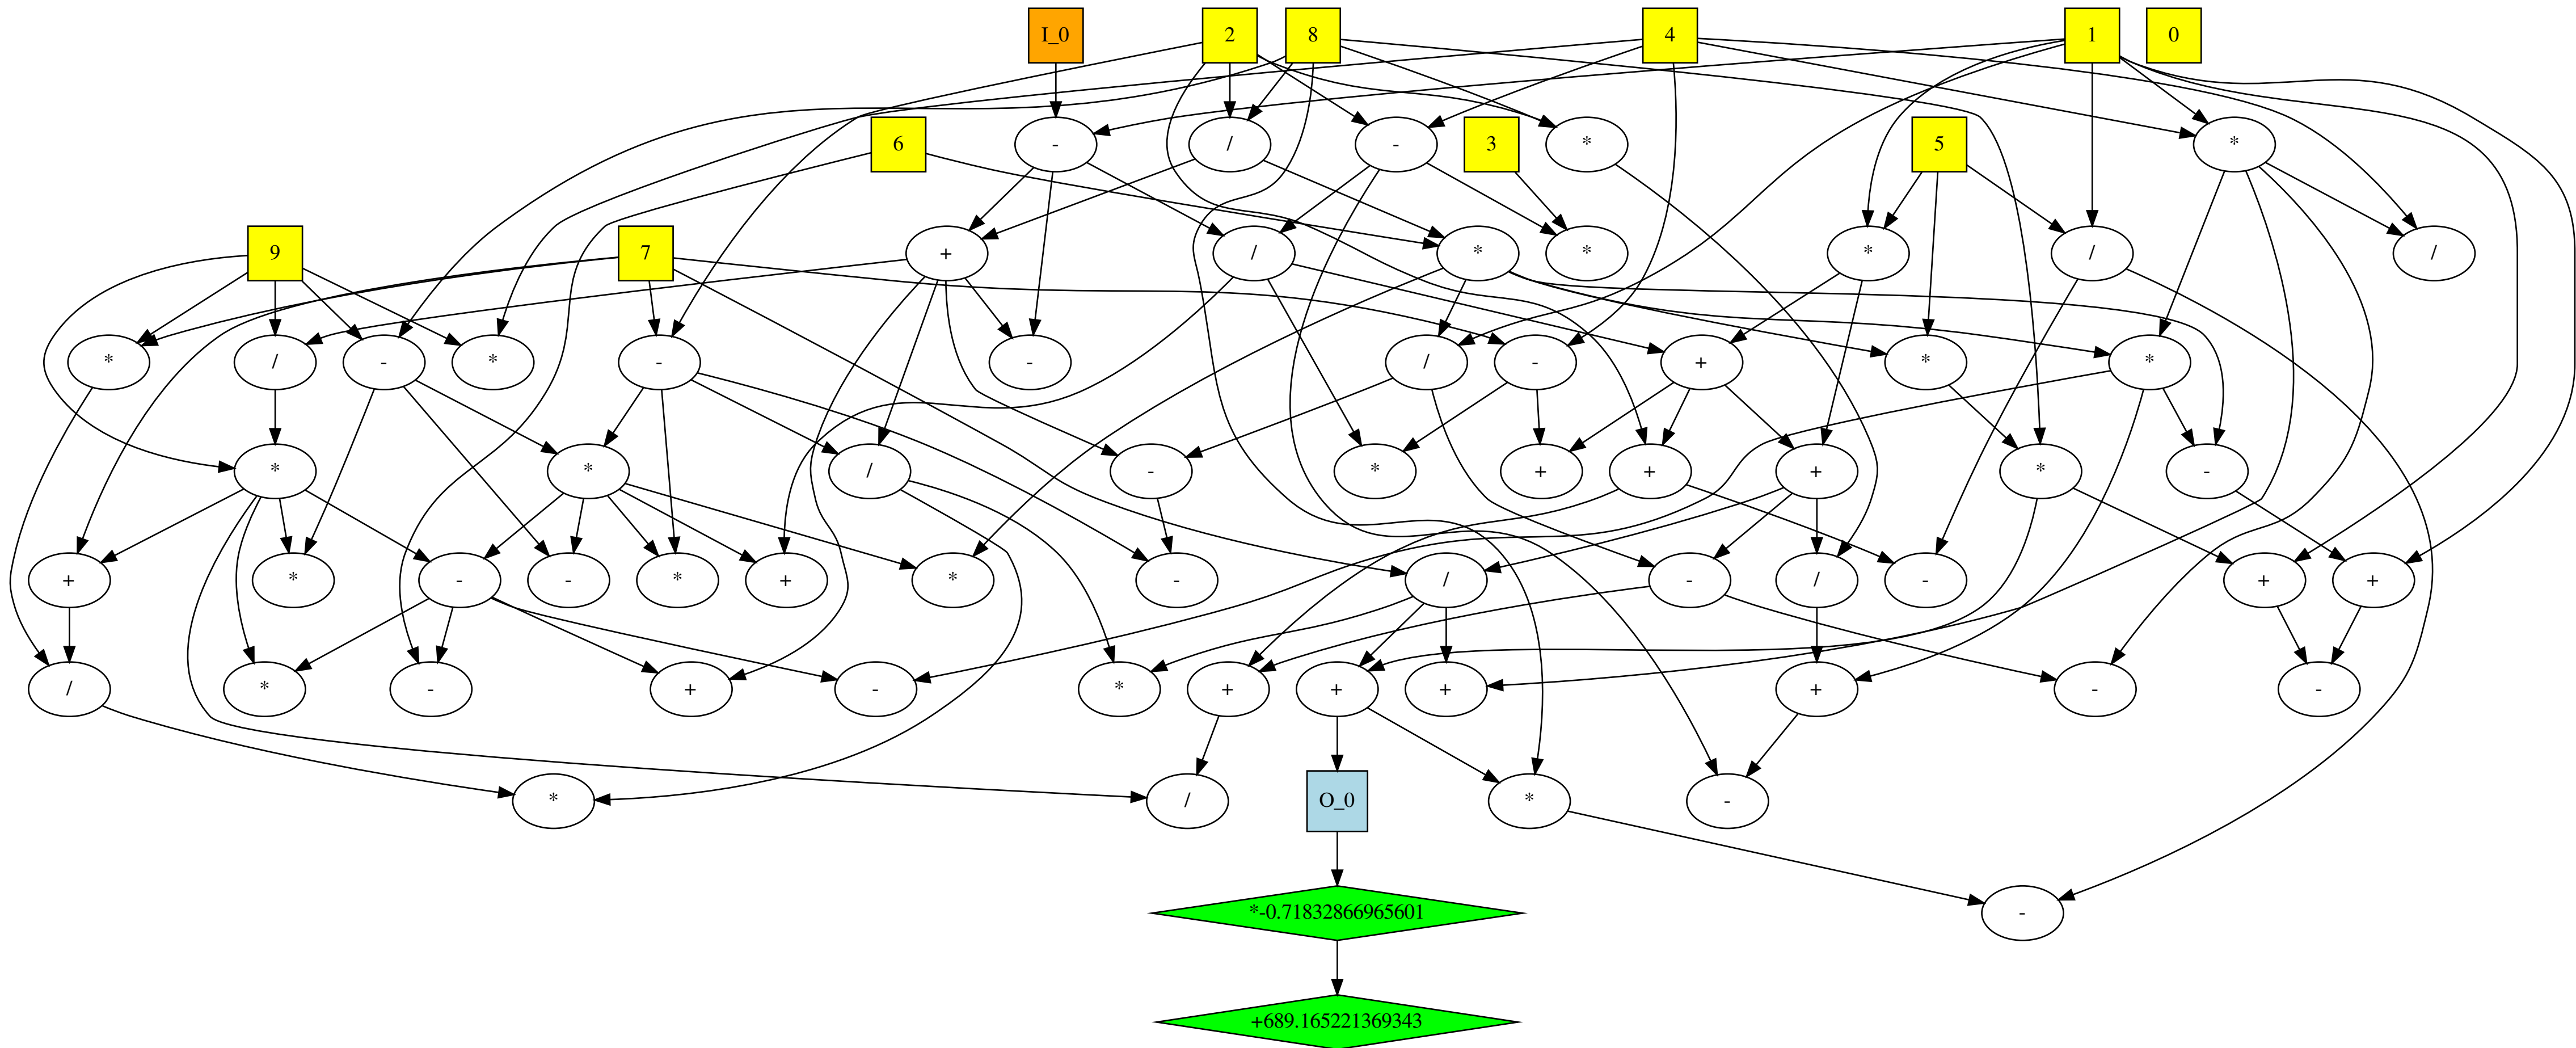 I_0 2 8 4 1 0
6 - / - 3 * 5 *
9 7 + / * * * / /
* / - * - - / - + * *
* * / - * + + + * -
+ * - - * + * - / - / - + +
/ * - + - * + + + + - -
* / O_0 * -
*-0.71832866965601 -
+689.165221369343